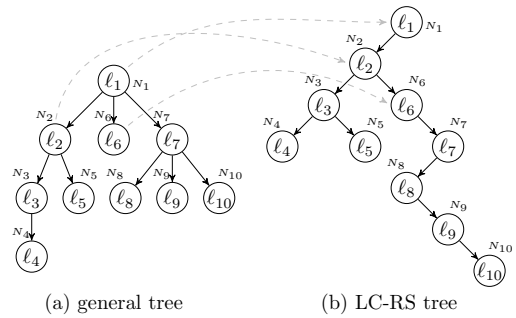 ℓ1 N1
N2 N6 N7
ℓ2 ℓ6 ℓ7
N3 N5 N8 N9 N10
ℓ3 ℓ5 ℓ8 ℓ9 ℓ10
N4
ℓ4
(a) general tree
ℓ1 N1
N2
ℓ2
N3 N6
ℓ3 ℓ6
N4 N5 N7
ℓ4 ℓ5 ℓ7
N8
ℓ8
N9
ℓ9
N10
ℓ10
(b) LC-RS tree